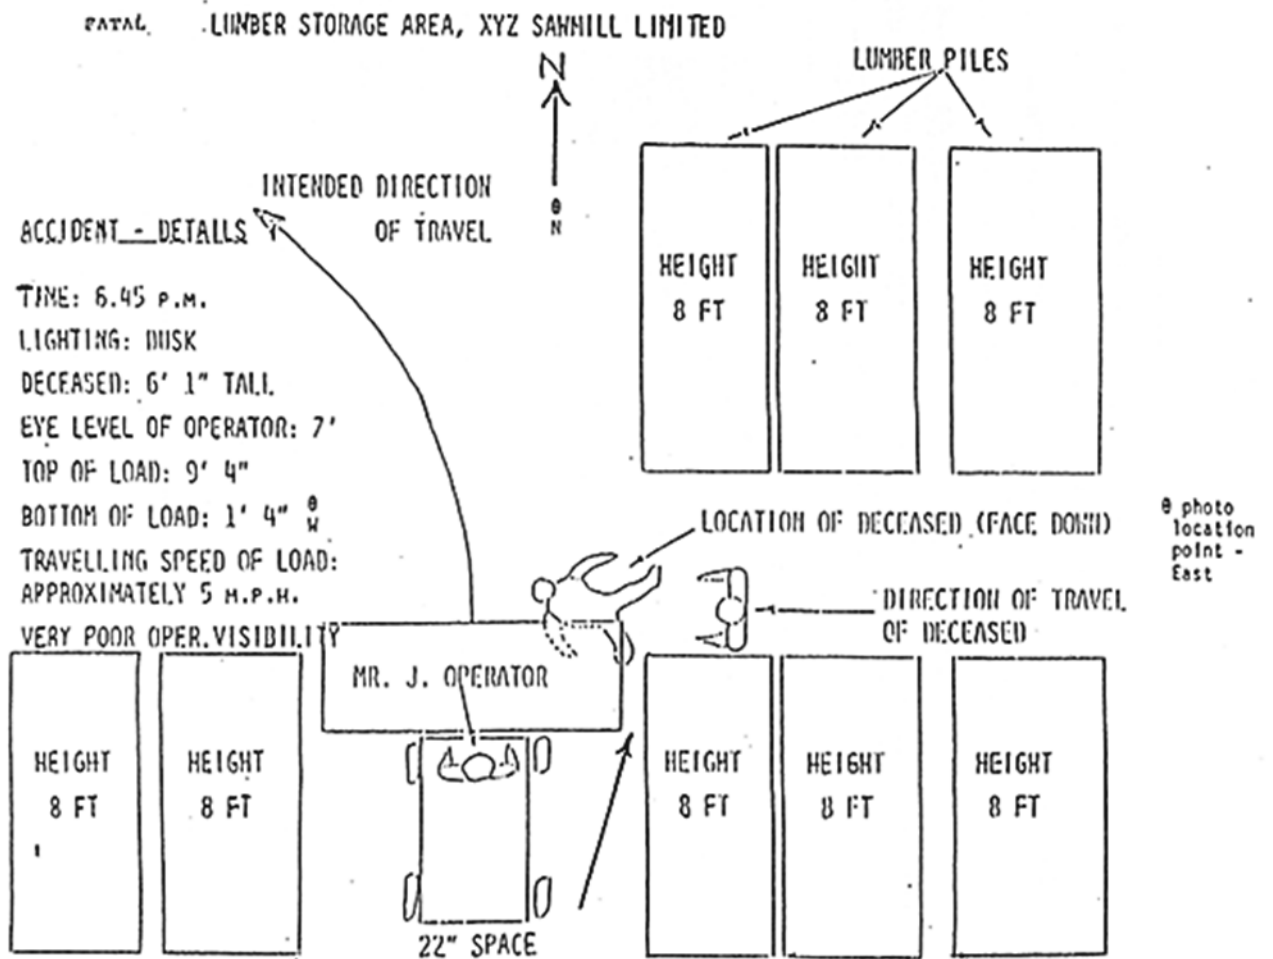 FATAL LUMBER STORAGE AREA, XYZ SAWMILL LIMITED
N
LUMBER PILES
INTENDED DIRECTION
OF TRAVEL
θ
N
ACCIDENT - DETAILS
TIME: 6.45 P.M.
LIGHTING: DUSK
DECEASED: 6' 1" TALL
EYE LEVEL OF OPERATOR: 7'
TOP OF LOAD: 9' 4"
BOTTOM OF LOAD: 1' 4" θ
W
TRAVELLING SPEED OF LOAD:
APPROXIMATELY 5 M.P.H.
VERY POOR OPER.VISIBILITY
HEIGHT
8 FT
HEIGHT
8 FT
HEIGHT
8 FT
LOCATION OF DECEASED (FACE DOWN)
θ photo
location
point -
East
DIRECTION OF TRAVEL
OF DECEASED
MR. J. OPERATOR
HEIGHT
8 FT
HEIGHT
8 FT
HEIGHT
8 FT
HEIGHT
8 FT
HEIGHT
8 FT
22" SPACE